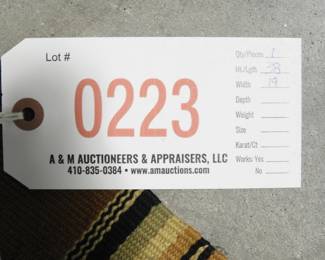 Lot #
0223
A & M AUCTIONEERS & APPRAISERS, LLC
410-835-0384 • www.amauctions.com
Qty/Pieces 1
Ht./Lgth 38
Width 19
Depth
Weight
Size
Karat/Ct
Works Yes
No